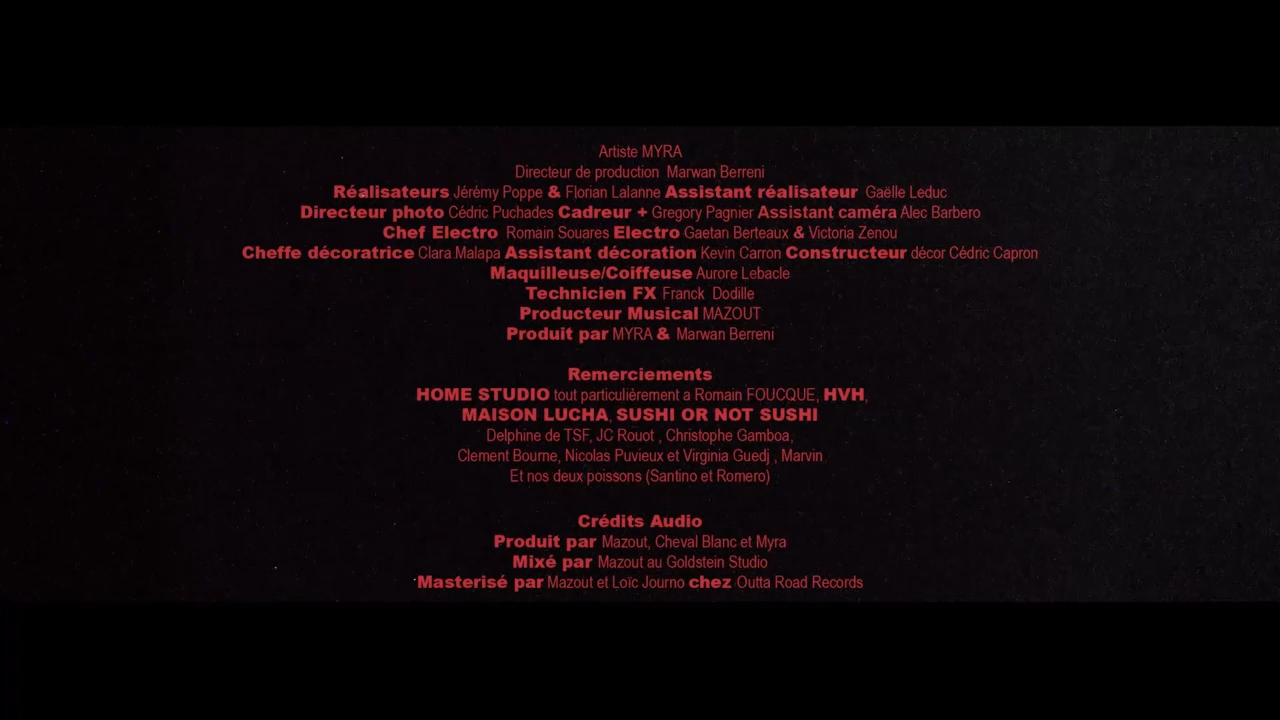 Artiste MYRA
Directeur de production Marwan Berreni
Réalisateurs Jérémy Poppe & Florian Lalanne Assistant réalisateur Gaëlle Leduc
Directeur photo Cédric Puchades Cadreur + Gregory Pagnier Assistant caméra Alec Barbero
Chef Electro Romain Souares Electro Gaetan Berteaux & Victoria Zenou
Cheffe décoratrice Clara Malapa Assistant décoration Kevin Carron Constructeur décor Cédric Capron
Maquilleuse/Coiffeuse Aurore Lebacle
Technicien FX Franck Dodille
Producteur Musical MAZOUT
Produit par MYRA & Marwan Berreni
Remerciements
HOME STUDIO tout particulièrement a Romain FOUCQUE, HVH,
MAISON LUCHA, SUSHI OR NOT SUSHI
Delphine de TSF, JC Rouot , Christophe Gamboa,
Clement Bourne, Nicolas Puvieux et Virginia Guedj , Marvin
Et nos deux poissons (Santino et Romero)
Crédits Audio
Produit par Mazout, Cheval Blanc et Myra
Mixé par Mazout au Goldstein Studio
Masterisé par Mazout et Loïc Journo chez Outta Road Records